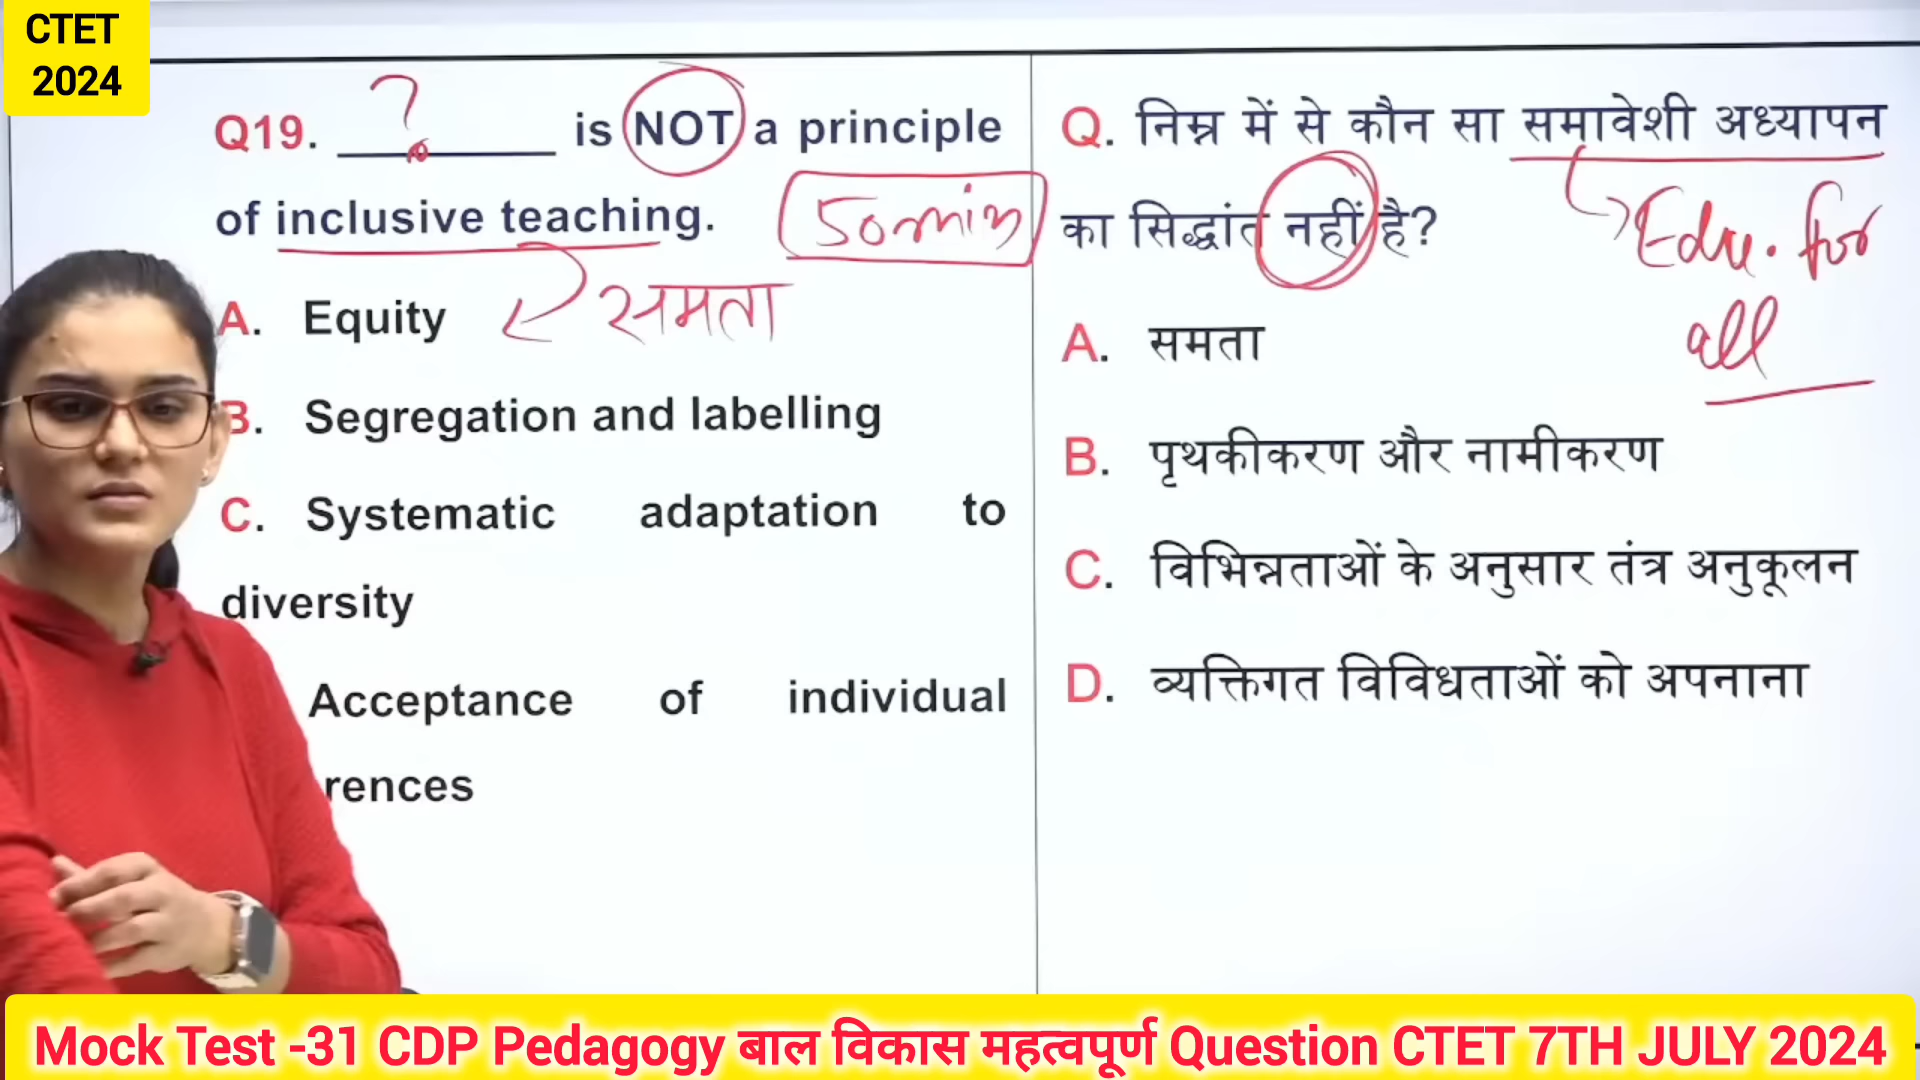 CTET
2024
?
Q19. ________ is NOT a principle
of inclusive teaching.
50 min
समता
A. Equity
B. Segregation and labelling
C. Systematic adaptation to
diversity
Acceptance of individual
rences
Q. निम्न में से कौन सा समावेशी अध्यापन
का सिद्धांत नहीं है?
Edu. for
all
A. समता
B. पृथकीकरण और नामीकरण
C. विभिन्नताओं के अनुसार तंत्र अनुकूलन
D. व्यक्तिगत विविधताओं को अपनाना
Mock Test -31 CDP Pedagogy बाल विकास महत्वपूर्ण Question CTET 7TH JULY 2024